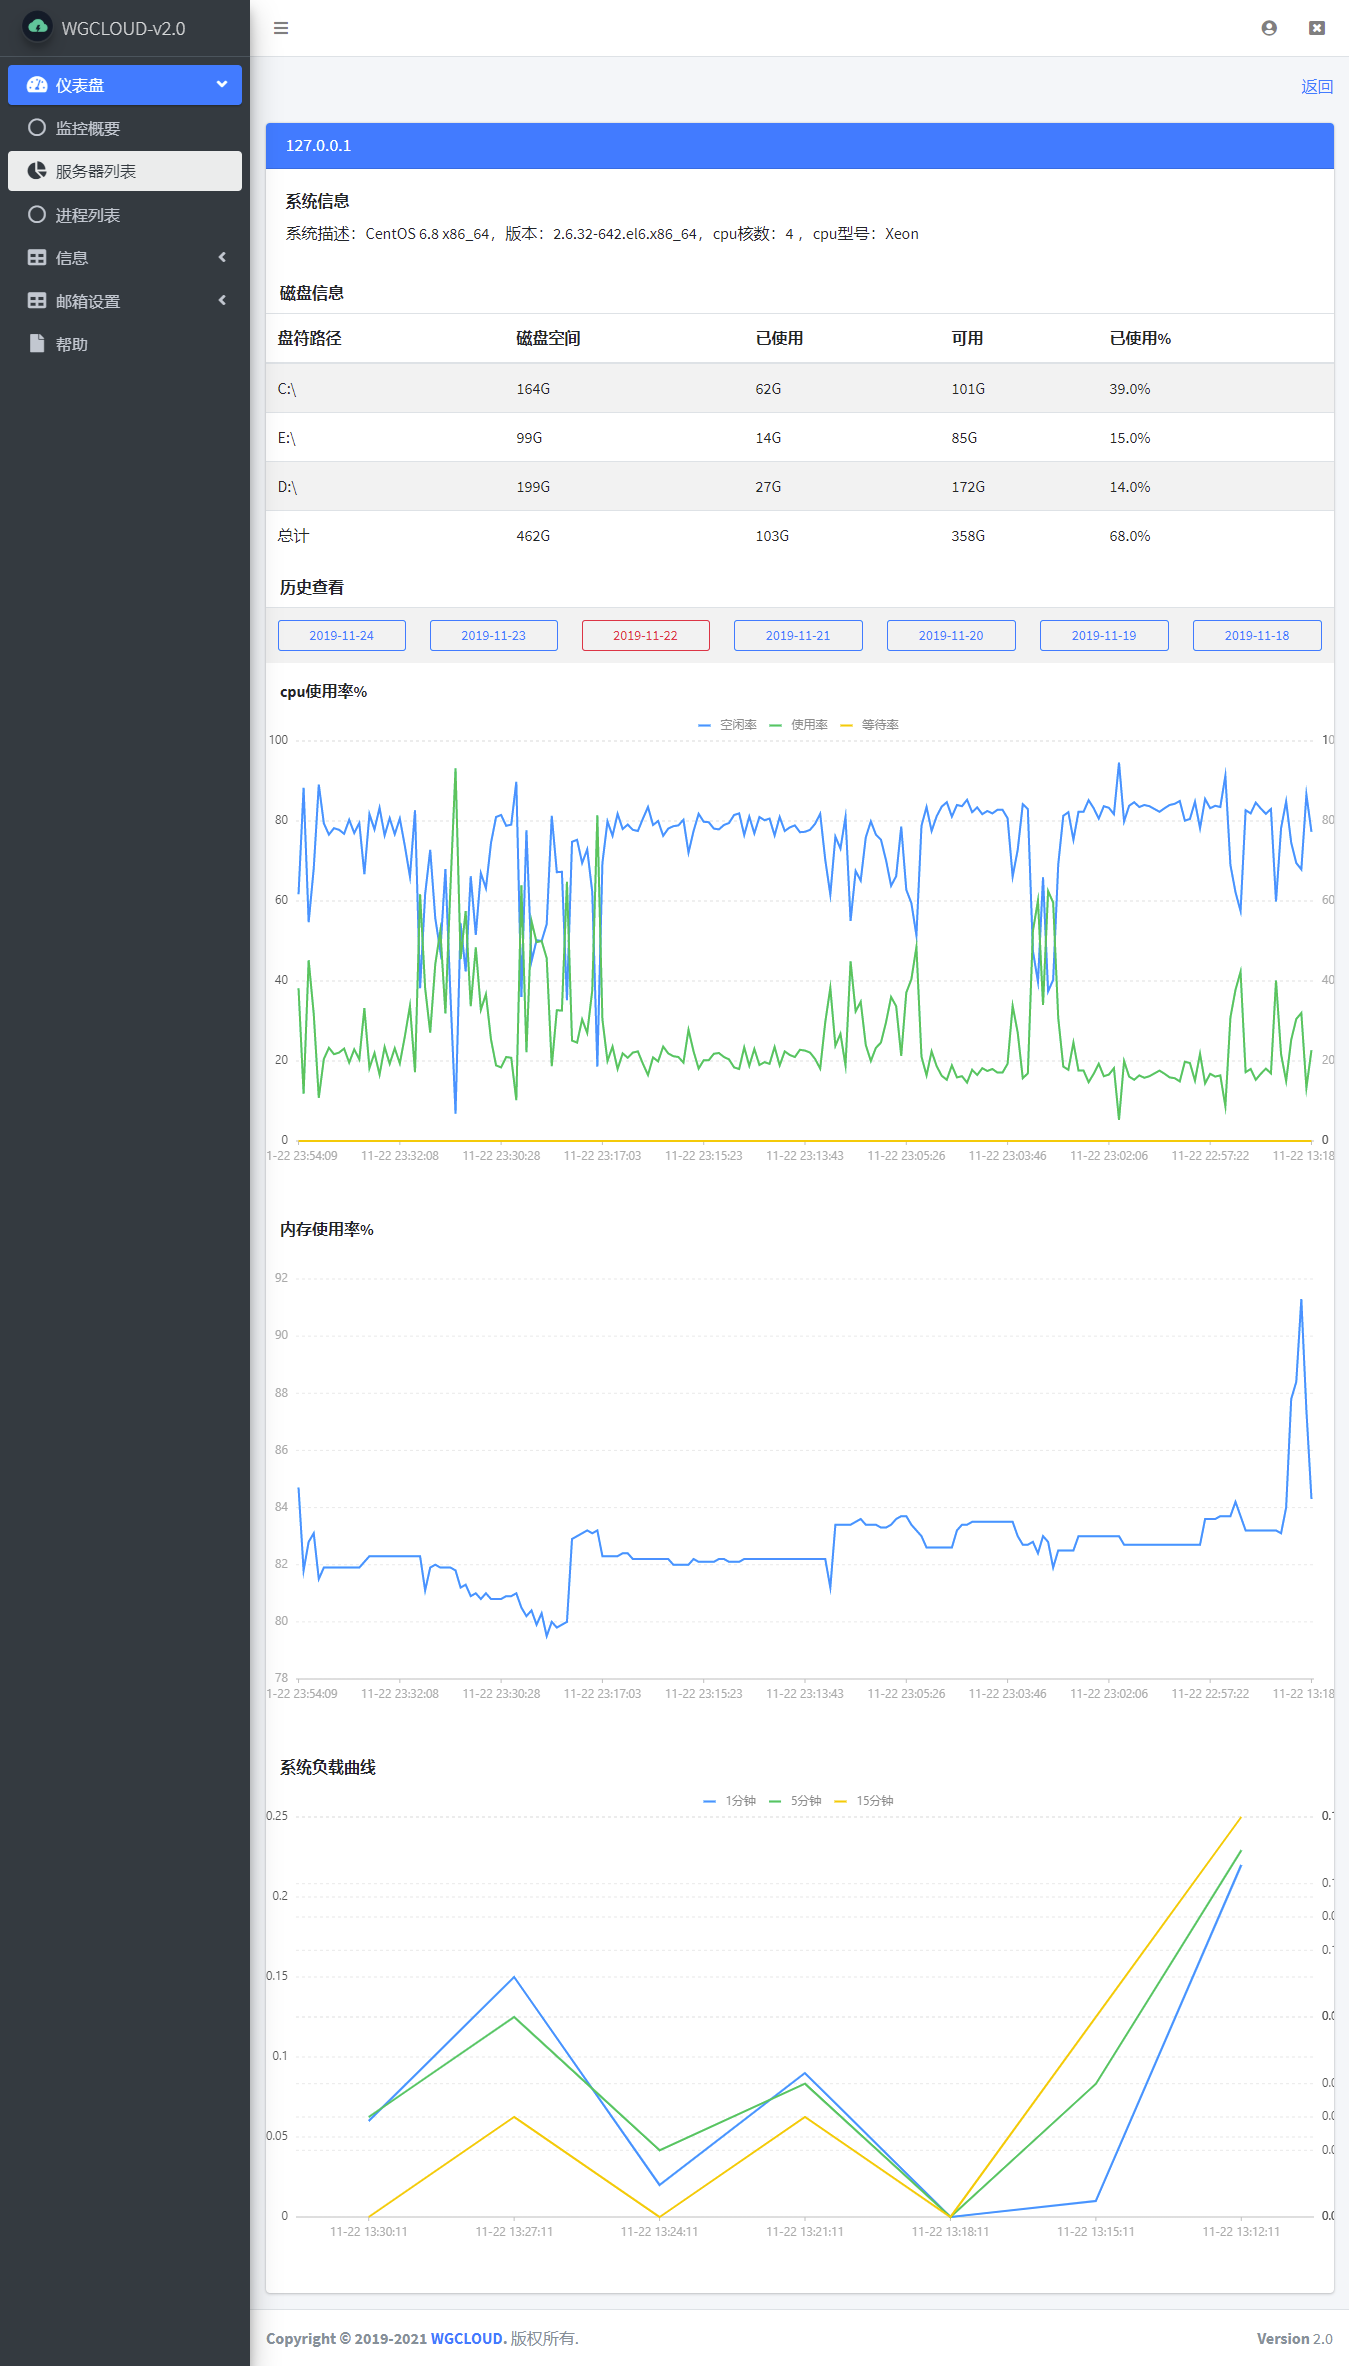 WGCLOUD-v2.0
仪表盘
监控概要
服务器列表
进程列表
信息
邮箱设置
帮助
返回
127.0.0.1
系统信息
系统描述：CentOS 6.8 x86_64，版本：2.6.32-642.el6.x86_64，cpu核数：4 ，cpu型号：Xeon
磁盘信息
盘符路径 磁盘空间 已使用 可用 已使用%
C:\ 164G 62G 101G 39.0%
E:\ 99G 14G 85G 15.0%
D:\ 199G 27G 172G 14.0%
总计 462G 103G 358G 68.0%
历史查看
2019-11-24 2019-11-23 2019-11-22 2019-11-21 2019-11-20 2019-11-19 2019-11-18
cpu使用率%
空闲率 使用率 等待率
100 10
80 80
60 60
40 40
20 20
0 0
1-22 23:54:09 11-22 23:32:08 11-22 23:30:28 11-22 23:17:03 11-22 23:15:23 11-22 23:13:43 11-22 23:05:26 11-22 23:03:46 11-22 23:02:06 11-22 22:57:22 11-22 13:18
内存使用率%
92
90
88
86
84
82
80
78
1-22 23:54:09 11-22 23:32:08 11-22 23:30:28 11-22 23:17:03 11-22 23:15:23 11-22 23:13:43 11-22 23:05:26 11-22 23:03:46 11-22 23:02:06 11-22 22:57:22 11-22 13:18
系统负载曲线
1分钟 5分钟 15分钟
0.25
0.2
0.15
0.1
0.05
0
11-22 13:30:11 11-22 13:27:11 11-22 13:24:11 11-22 13:21:11 11-22 13:18:11 11-22 13:15:11 11-22 13:12:11
Copyright © 2019-2021 WGCLOUD. 版权所有.
Version 2.0